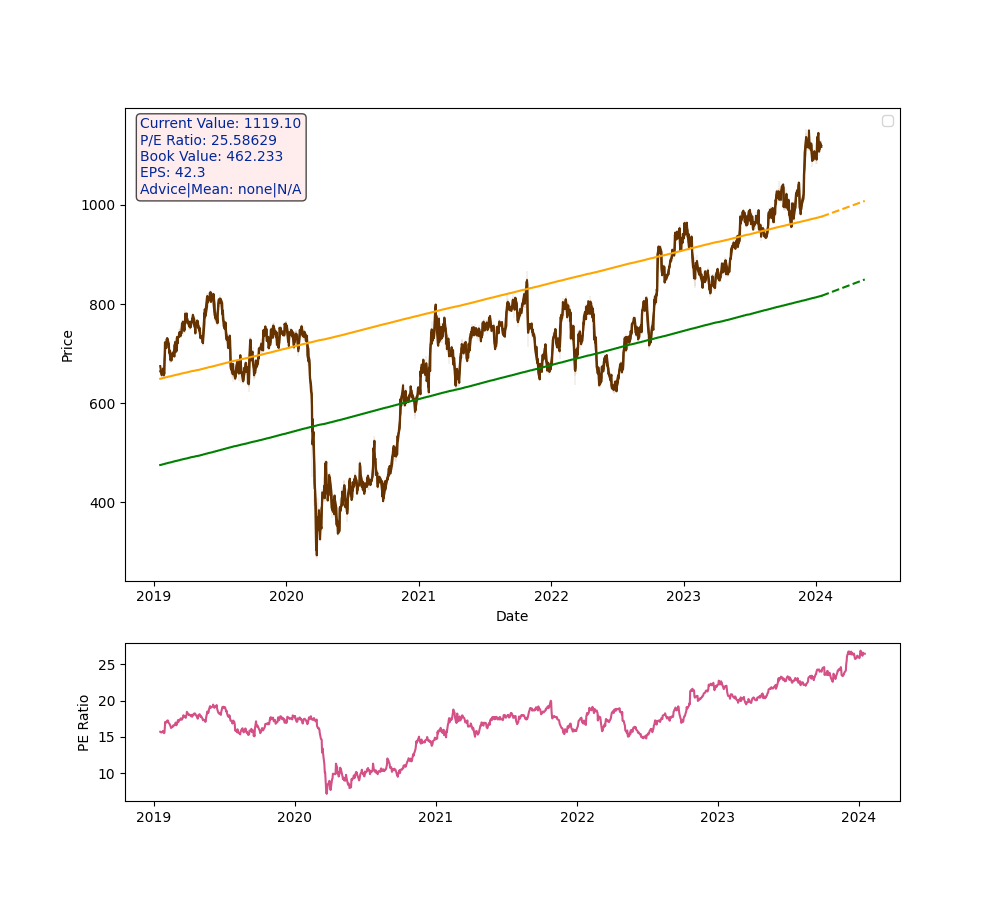 Current Value: 1119.10
P/E Ratio: 25.58629
Book Value: 462.233
EPS: 42.3
Advice|Mean: none|N/A
Price
1000
800
600
400
2019 2020 2021 2022 2023 2024
Date
PE Ratio
25
20
15
10
2019 2020 2021 2022 2023 2024